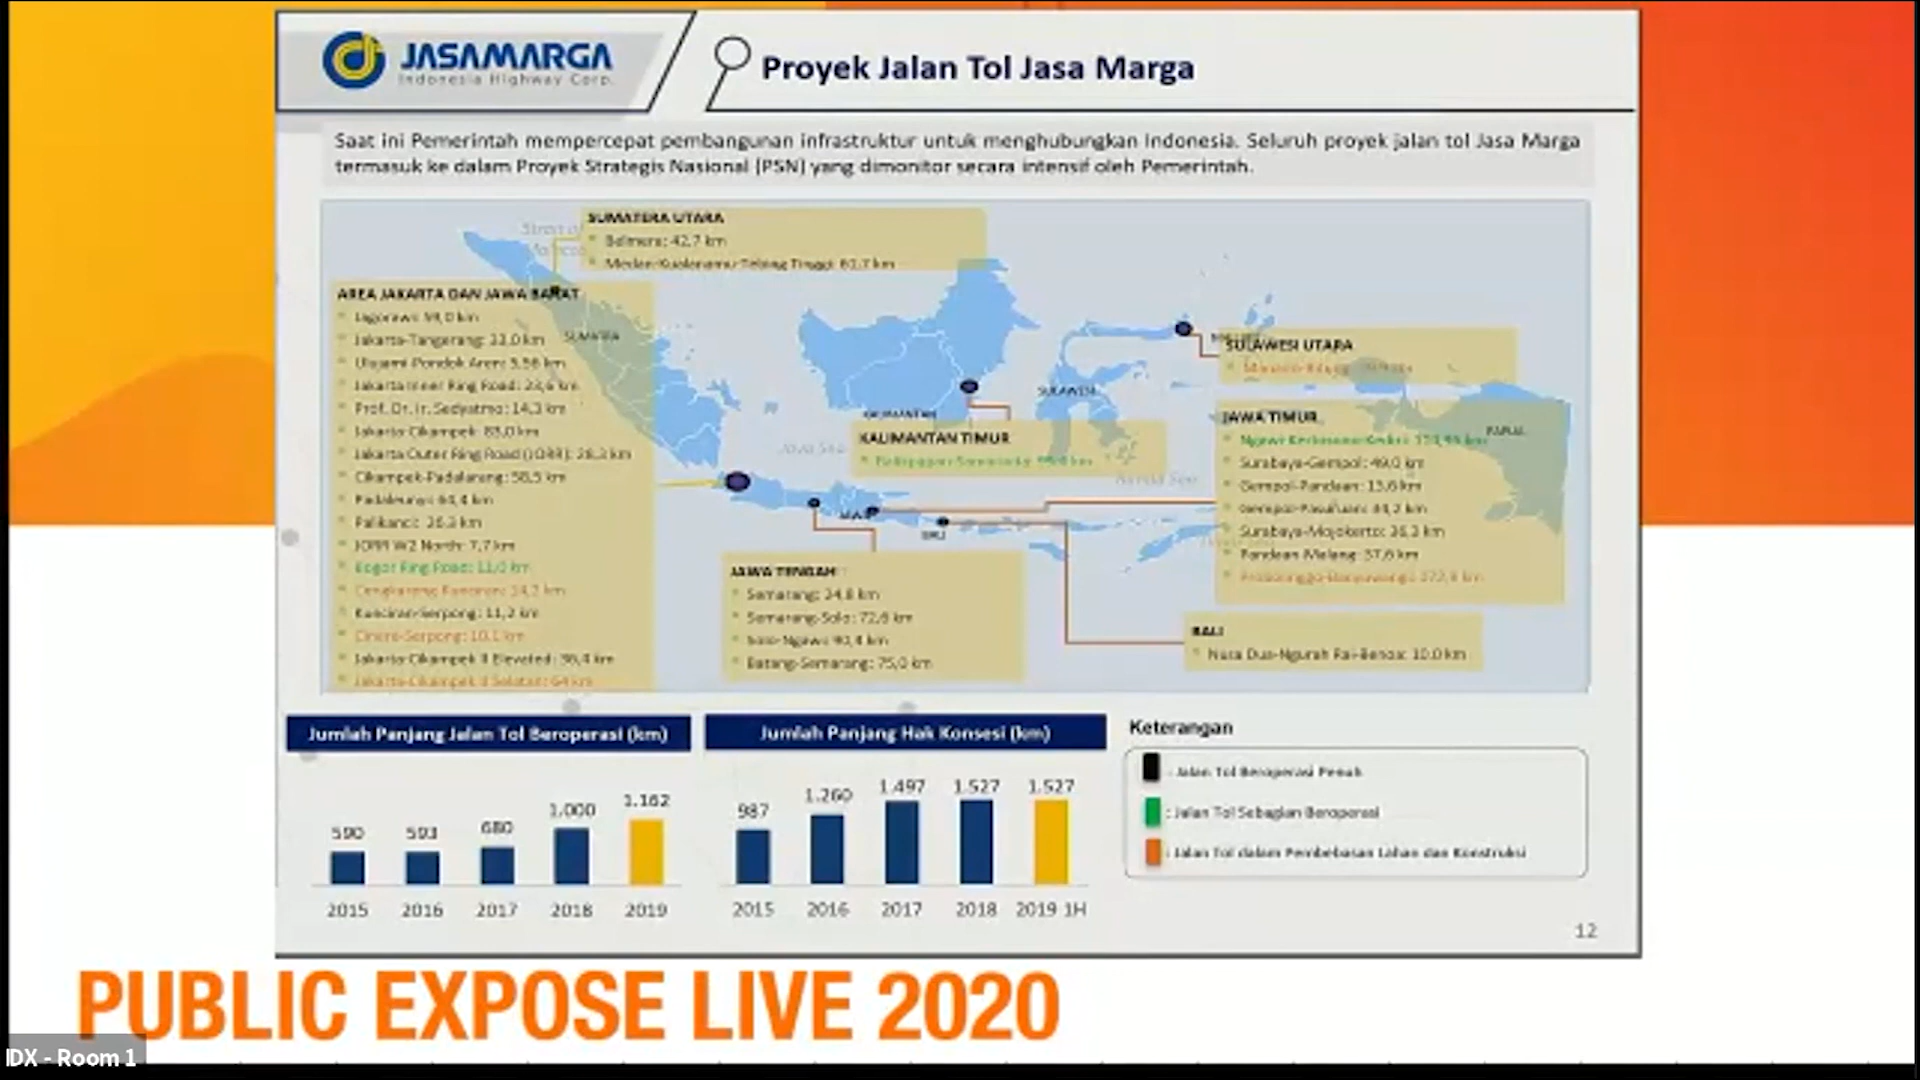 JASAMARGA
Indonesia Highway Corp.
Proyek Jalan Tol Jasa Marga
Saat ini Pemerintah mempercepat pembangunan infrastruktur untuk menghubungkan Indonesia. Seluruh proyek jalan tol Jasa Marga
termasuk ke dalam Proyek Strategis Nasional (PSN) yang dimonitor secara intensif oleh Pemerintah.
SUMATERA UTARA
Belmera: 42,7 km
Medan-Kualanamu-Tebing Tinggi: 61,7 km
AREA JAKARTA DAN JAWA BARAT
Jagorawi: 59,0 km
Jakarta-Tangerang: 33,0 km
Ulujami-Pondok Aren: 5,56 km
Jakarta Inner Ring Road: 23,6 km
Prof. Dr. Ir. Sedyatmo: 14,3 km
Jakarta-Cikampek: 83,0 km
Jakarta Outer Ring Road (JORR): 28,3 km
Cikampek-Padalarang: 58,5 km
Padaleunyi: 64,4 km
Palikanci: 26,3 km
JORR W2 North: 7,7 km
Bogor Ring Road: 11,0 km
Cengkareng-Kunciran: 14,2 km
Kunciran-Serpong: 11,2 km
Cinere-Serpong: 10,1 km
Jakarta-Cikampek II Elevated: 36,4 km
Jakarta-Cikampek II Selatan: 64 km
SUMATRA
KALIMANTAN
SULAWESI
PAPUA
JAWA
BALI
Java Sea
Banda Sea
KALIMANTAN TIMUR
Balikpapan-Samarinda:
SULAWESI UTARA
Manado-Bitung:
JAWA TIMUR
Ngawi-Kertosono-Kediri:
Surabaya-Gempol: 49,0 km
Gempol-Pandaan: 13,6 km
Gempol-Pasuruan: 34,2 km
Surabaya-Mojokerto: 36,3 km
Pandaan-Malang: 37,6 km
Probolinggo-Banyuwangi: 172,9 km
JAWA TENGAH
Semarang: 24,8 km
Semarang-Solo: 72,6 km
Solo-Ngawi: 90,4 km
Batang-Semarang: 75,0 km
BALI
Nusa Dua-Ngurah Rai-Benoa: 10.0 km
Jumlah Panjang Jalan Tol Beroperasi (km)
590 593 680 1.000 1.162
2015 2016 2017 2018 2019
Jumlah Panjang Hak Konsesi (km)
987 1.260 1.497 1.527 1.527
2015 2016 2017 2018 2019 1H
Keterangan
: Jalan Tol Beroperasi Penuh
: Jalan Tol Sebagian Beroperasi
: Jalan Tol dalam Pembebasan Lahan dan Konstruksi
12
PUBLIC EXPOSE LIVE 2020
IDX - Room 1